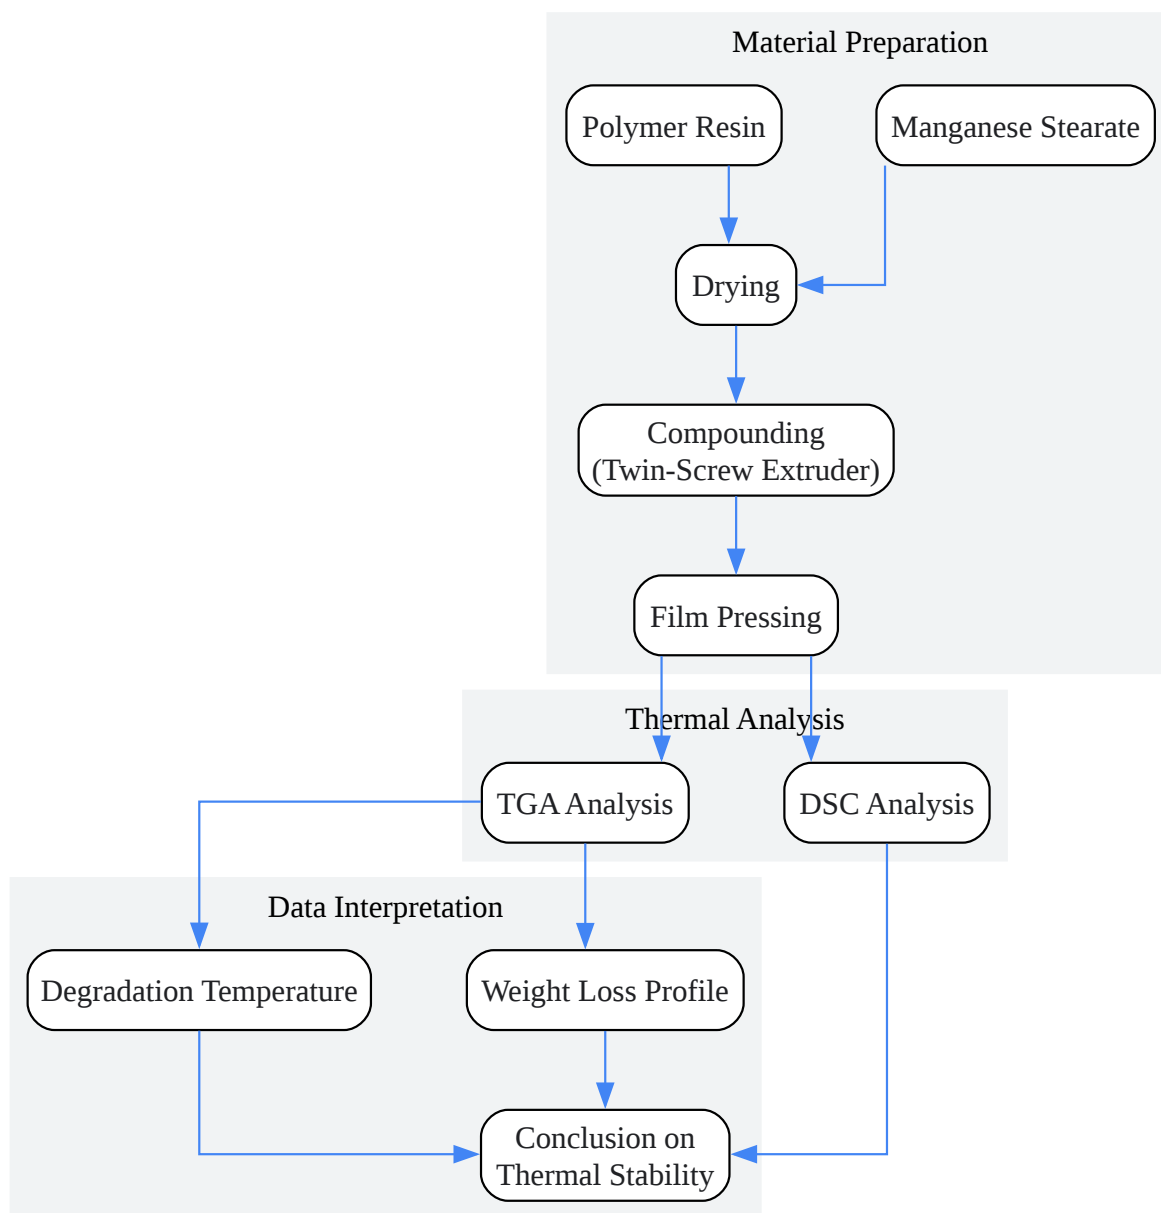 Material Preparation
Polymer Resin
Manganese Stearate
Drying
Compounding
(Twin-Screw Extruder)
Film Pressing
Thermal Analysis
TGA Analysis
DSC Analysis
Data Interpretation
Degradation Temperature
Weight Loss Profile
Conclusion on
Thermal Stability